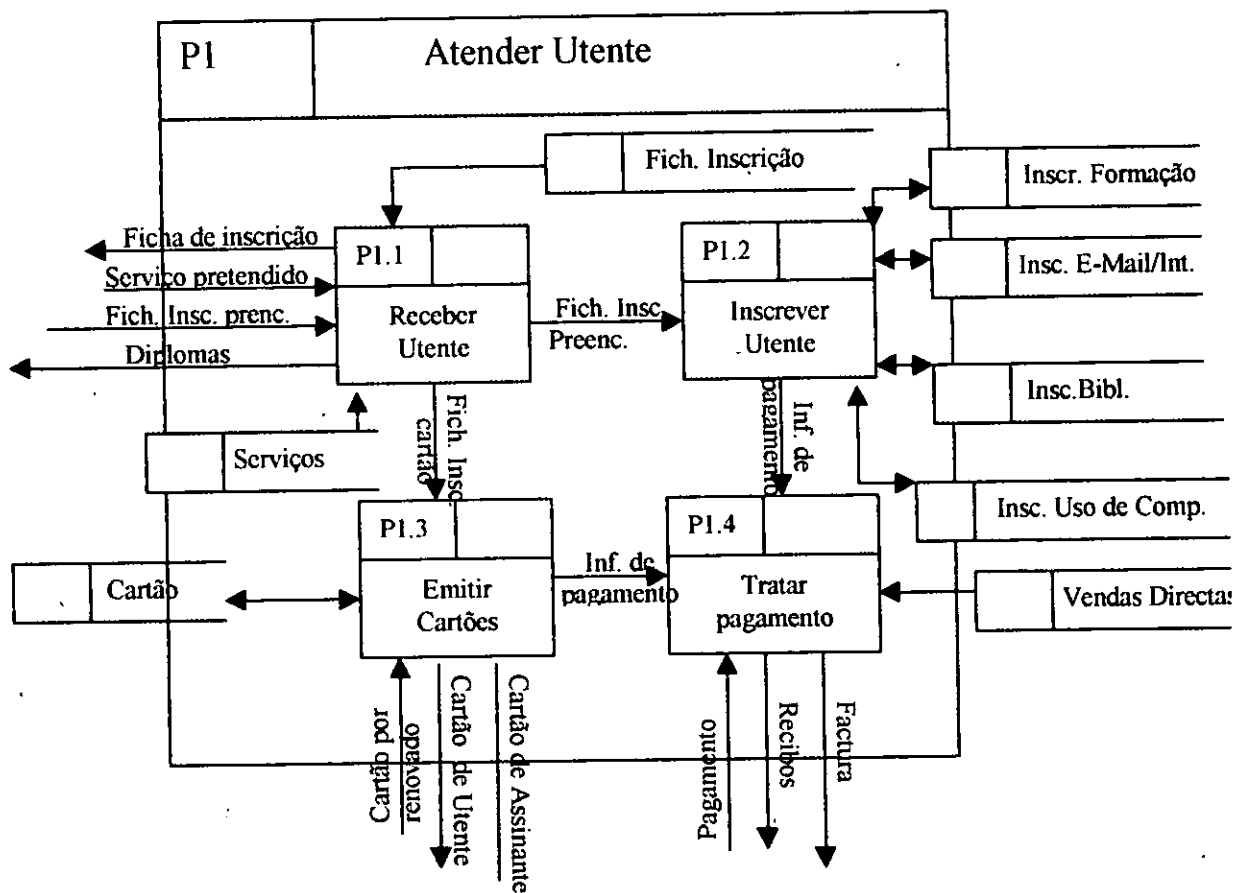 P1 Atender Utente
Fich. Inscrição
Inscr. Formação
Ficha de inscrição
P1.1
P1.2
Insc. E-Mail/Int.
Serviço pretendido
Fich. Insc. prenc.
Receber
Utente
Fich. Insc.
Preenc.
Inscrever
Utente
Diplomas
Insc.Bibl.
Fich. Insc.
cartão
Inf. de
pagamento
Serviços
Insc. Uso de Comp.
P1.3
P1.4
Cartão
Emitir
Cartões
Inf. de
pagamento
Tratar
pagamento
Vendas Directas
Cartão por
renovado
Cartão de Utente
Cartão de Assinante
Pagamento
Recibos
Factura